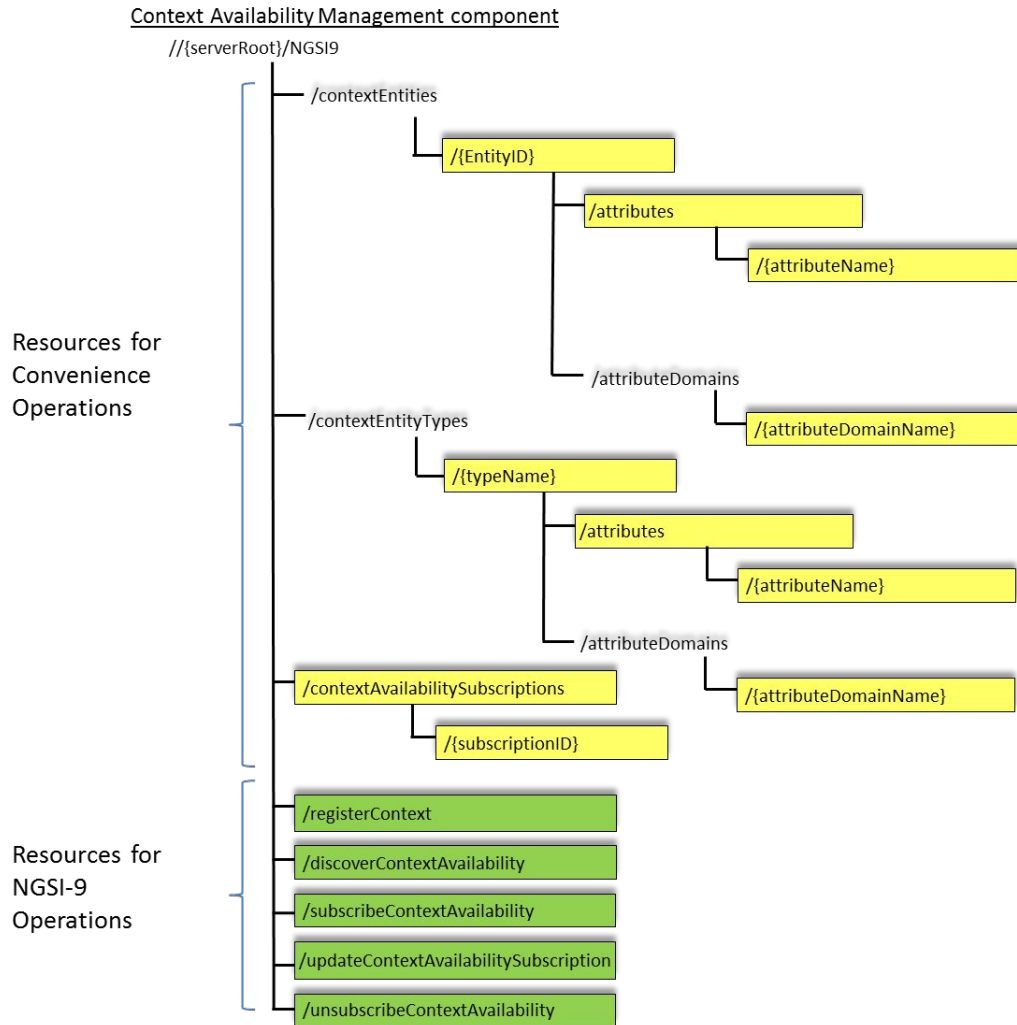 Context Availability Management component
//{serverRoot}/NGSI9
/contextEntities
/{EntityID}
/attributes
/{attributeName}
/attributeDomains
/{attributeDomainName}
Resources for
Convenience
Operations
/contextEntityTypes
/{typeName}
/attributes
/{attributeName}
/attributeDomains
/{attributeDomainName}
/contextAvailabilitySubscriptions
/{subscriptionID}
Resources for
NGSI-9
Operations
/registerContext
/discoverContextAvailability
/subscribeContextAvailability
/updateContextAvailabilitySubscription
/unsubscribeContextAvailability